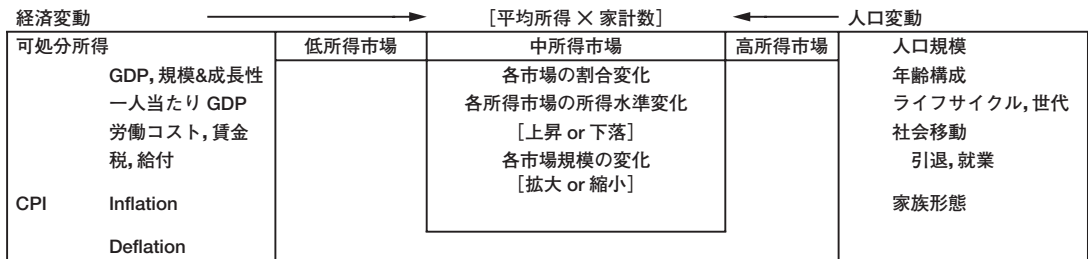 経済変動 [平均所得 × 家計数] 人口変動
可処分所得 低所得市場 中所得市場 高所得市場 人口規模
GDP, 規模&成長性 各市場の割合変化 年齢構成
一人当たり GDP 各所得市場の所得水準変化 ライフサイクル, 世代
労働コスト, 賃金 [上昇 or 下落] 社会移動
税, 給付 各市場規模の変化 引退, 就業
[拡大 or 縮小]
CPI Inflation 家族形態
Deflation